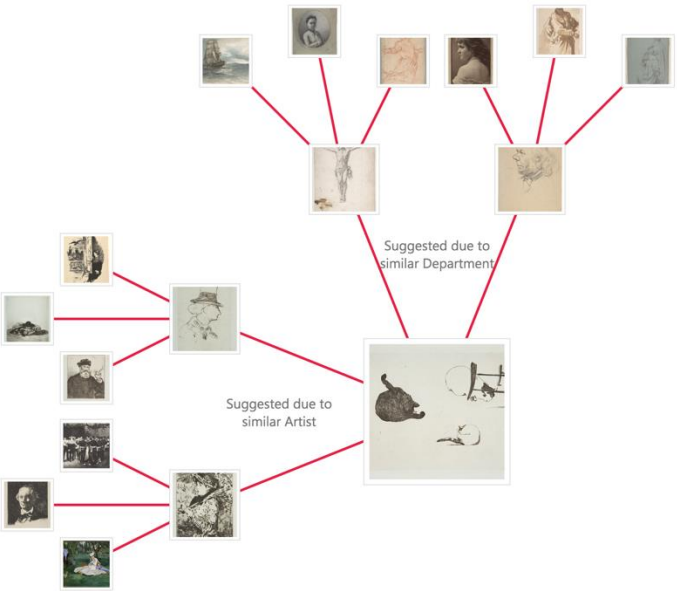 Suggested due to
similar Department
Suggested due to
similar Artist